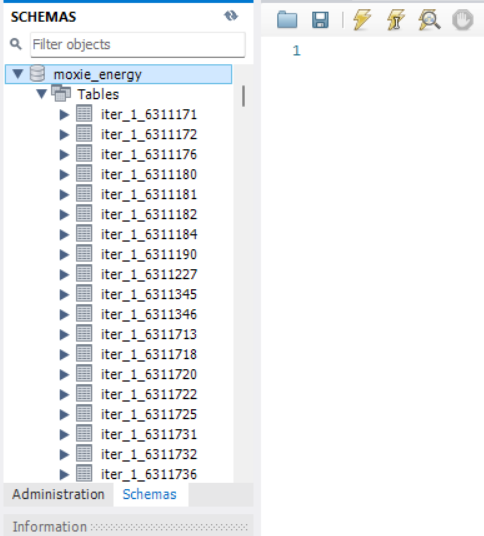 SCHEMAS
Filter objects
1
moxie_energy
Tables
iter_1_6311171
iter_1_6311172
iter_1_6311176
iter_1_6311180
iter_1_6311181
iter_1_6311182
iter_1_6311184
iter_1_6311190
iter_1_6311227
iter_1_6311345
iter_1_6311346
iter_1_6311713
iter_1_6311718
iter_1_6311720
iter_1_6311722
iter_1_6311725
iter_1_6311731
iter_1_6311732
iter_1_6311736
Administration Schemas
Information